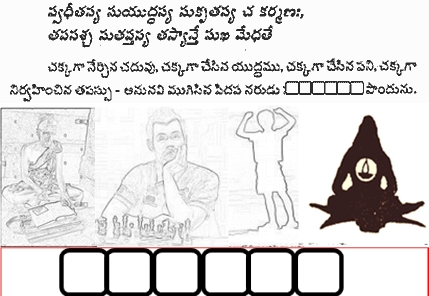 స్వధీతస్య సుయుద్ధస్య సుకృతస్య చ కర్మణః,
తపసశ్చ సుతప్తస్య తస్యాన్తే సుఖ మేధతే
చక్కగా నేర్చిన చదువు, చక్కగా చేసిన యుద్ధము, చక్కగా చేసిన పని, చక్కగా
నిర్వహించిన తపస్సు - అనునవి ముగిసిన పిదప నరుడు : పొందును.